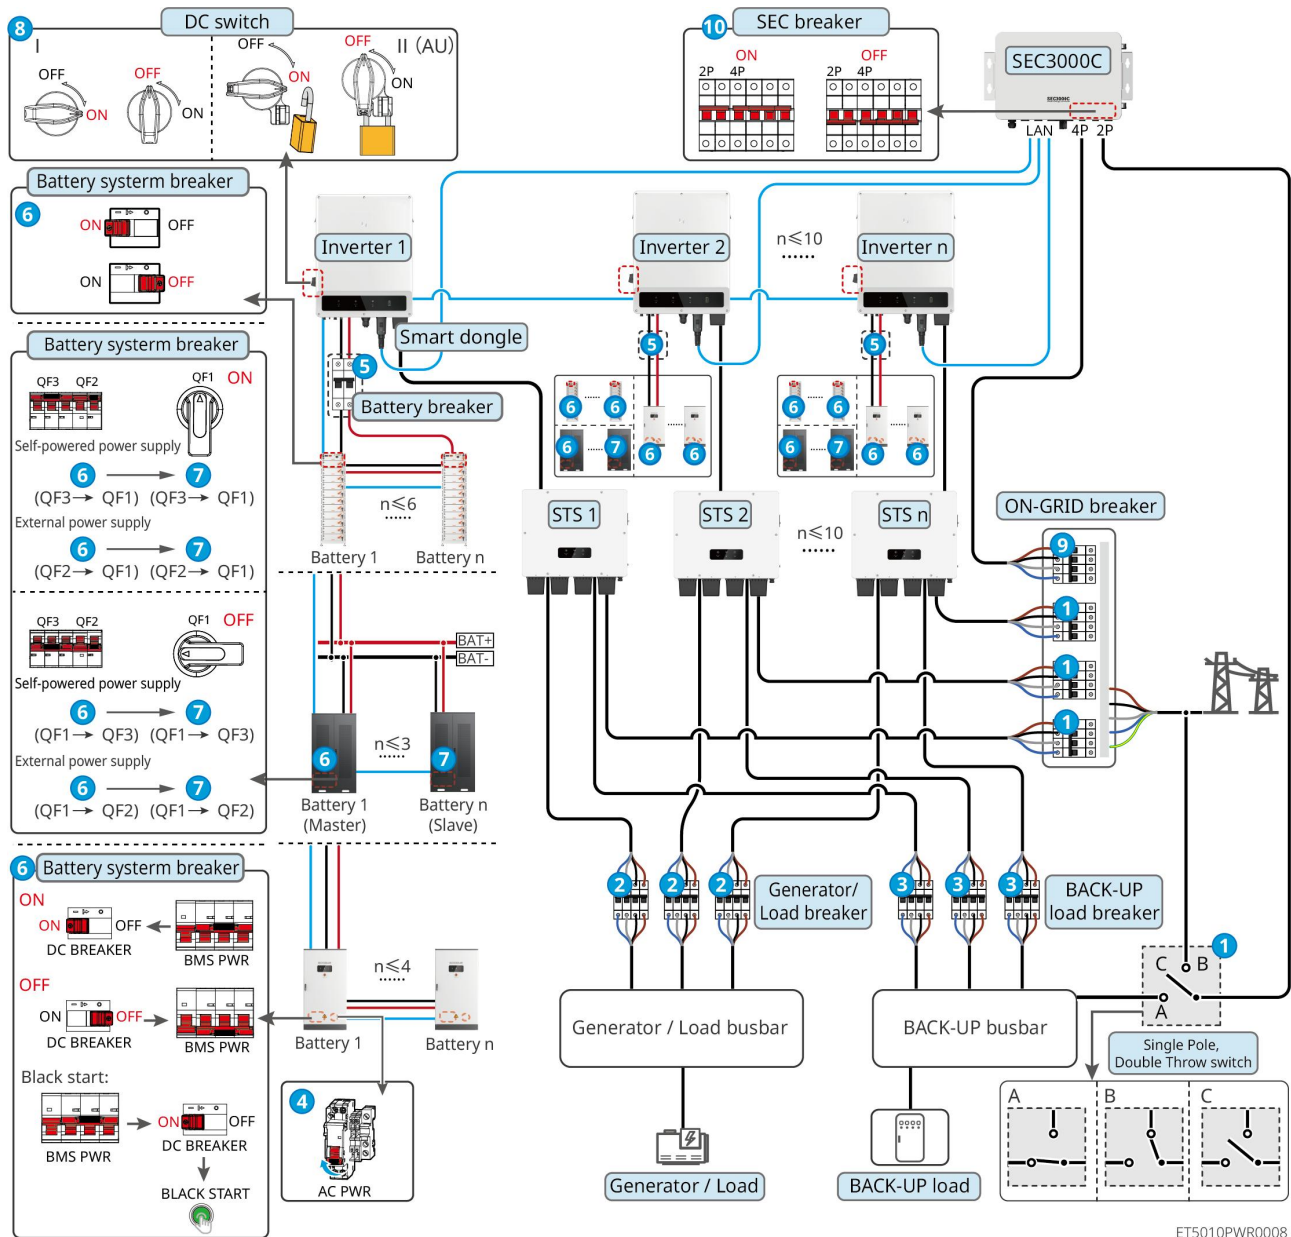 8
DC switch
I
OFF
OFF
ON
ON
OFF
ON
OFF
II (AU)
ON
10
SEC breaker
ON
OFF
2P 4P
2P 4P
SEC3000C
SEC3000C
LAN 4P 2P
Battery systerm breaker
6
ON OFF
ON OFF
Inverter 1
Inverter 2
n≤10
......
Inverter n
Smart dongle
5
Battery breaker
5
5
6 6
6 7
6 6
6 6
6 7
6 6
Battery systerm breaker
QF3 QF2
QF1 ON
Self-powered power supply
6 7
(QF3→ QF1) (QF3→ QF1)
External power supply
6 7
(QF2→ QF1) (QF2→ QF1)
QF3 QF2
QF1 OFF
Self-powered power supply
6 7
(QF1→ QF3) (QF1→ QF3)
External power supply
6 7
(QF1→ QF2) (QF1→ QF2)
n≤6
......
Battery 1 Battery n
BAT+
BAT-
6
n≤3
......
7
Battery 1
(Master)
Battery n
(Slave)
STS 1
STS 2
n≤10
......
STS n
ON-GRID breaker
9
1
1
1
6
Battery systerm breaker
ON
ON OFF
DC BREAKER
BMS PWR
OFF
ON OFF
DC BREAKER
BMS PWR
Black start:
BMS PWR
ON OFF
DC BREAKER
BLACK START
n≤4
......
Battery 1
Battery n
4
AC PWR
2 2 2
Generator/
Load breaker
3 3 3
BACK-UP
load breaker
Generator / Load busbar
BACK-UP busbar
Generator / Load
BACK-UP load
1
C B
A
Single Pole,
Double Throw switch
A B C
ET5010PWR0008